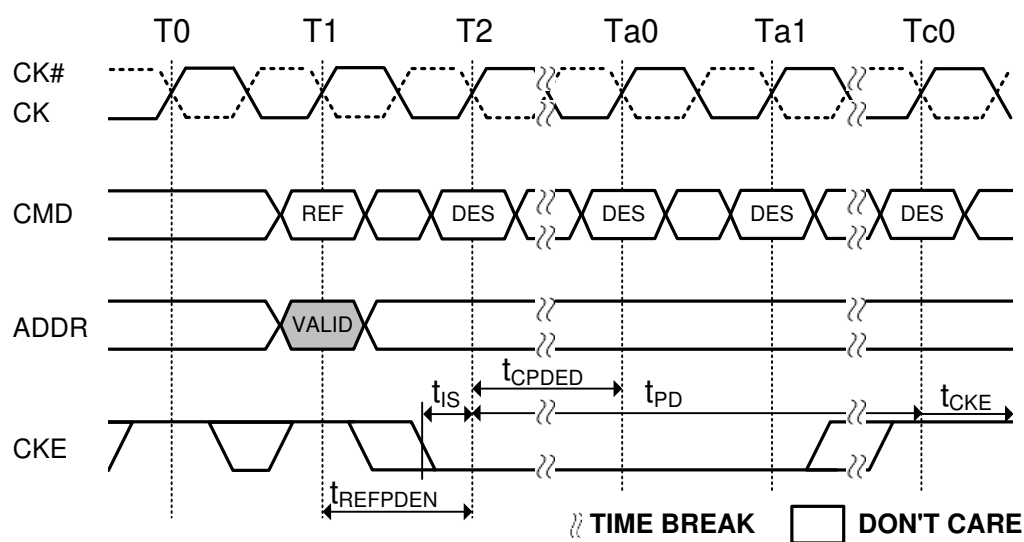 T0 T1 T2 Ta0 Ta1 Tc0
CK#
CK
CMD REF DES DES DES DES
ADDR VALID
tCPDED
tIS tPD tCKE
CKE
tREFPDEN
TIME BREAK DON'T CARE